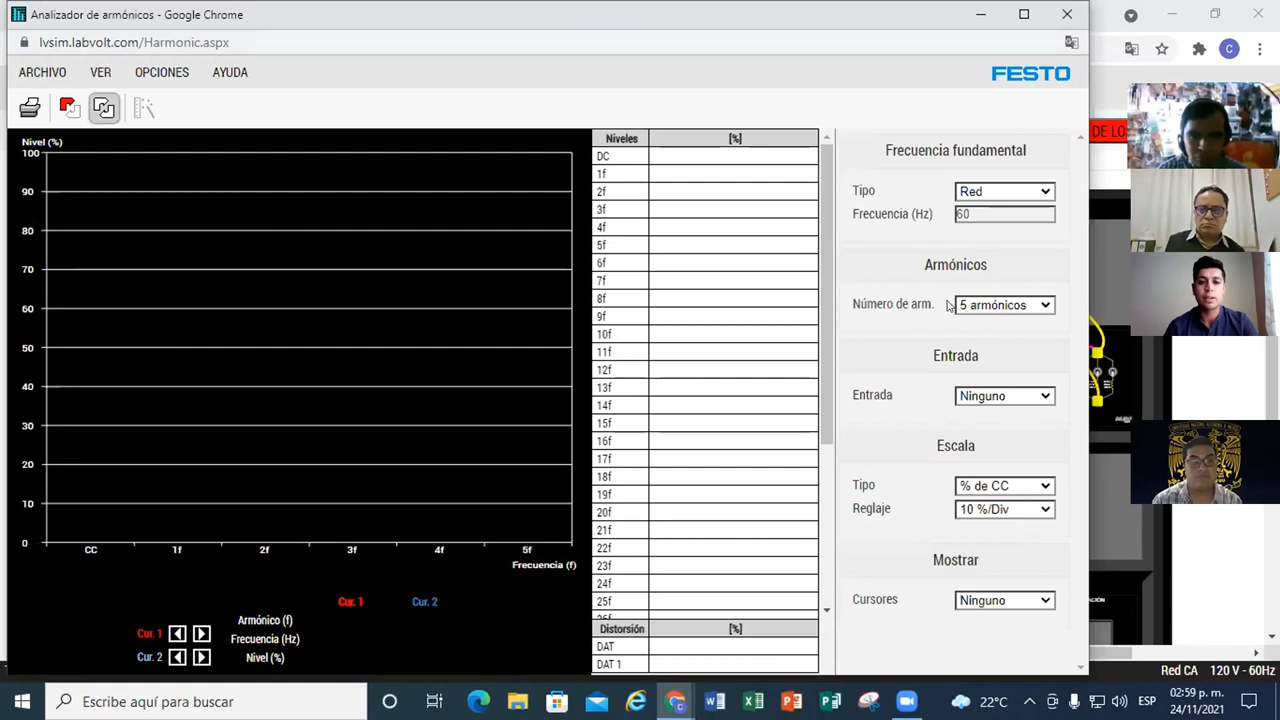 Analizador de armónicos - Google Chrome
lvsim.labvolt.com/Harmonic.aspx
C
ARCHIVO VER OPCIONES AYUDA
FESTO
DE LO
Nivel (%)
100
90
80
70
60
50
40
30
20
10
0
CC 1f 2f 3f 4f 5f
Frecuencia (f)
Cur. 1 Cur. 2
Armónico (f)
Cur. 1
Frecuencia (Hz)
Cur. 2
Nivel (%)
Niveles [%]
DC
1f
2f
3f
4f
5f
6f
7f
8f
9f
10f
11f
12f
13f
14f
15f
16f
17f
18f
19f
20f
21f
22f
23f
24f
25f
26f
Distorsión [%]
DAT
DAT 1
Frecuencia fundamental
Tipo Red
Frecuencia (Hz) 60
Armónicos
Número de arm. 5 armónicos
Entrada
Entrada Ninguno
Escala
Tipo % de CC
Reglaje 10 %/Div
Mostrar
Cursores Ninguno
Red CA 120 V - 60Hz
Escribe aquí para buscar
22°C
ESP
02:59 p. m.
24/11/2021